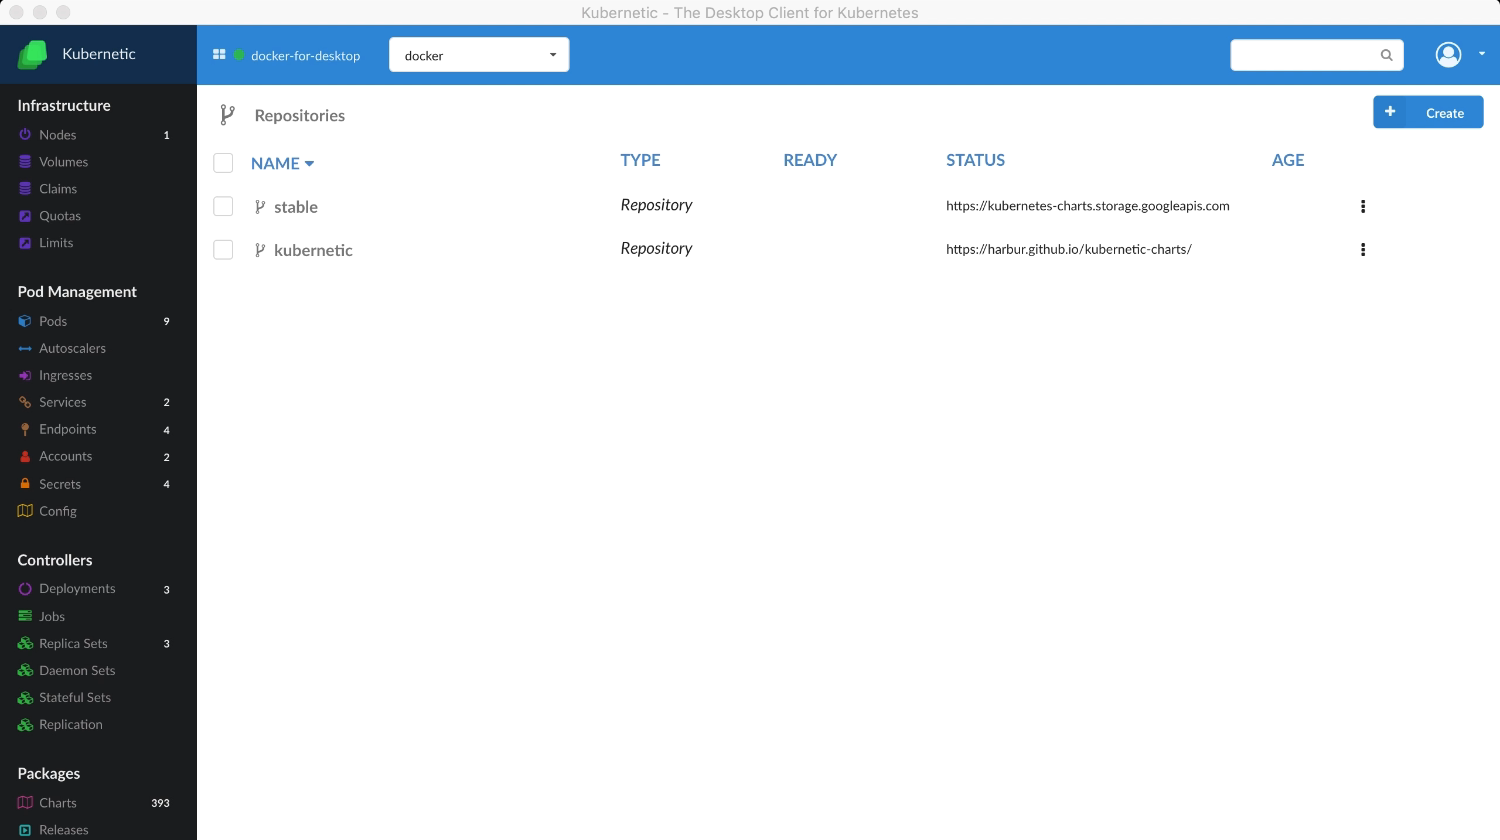 Kubernetic - The Desktop Client for Kubernetes
Kubernetic
docker-for-desktop
docker
Infrastructure
Nodes 1
Volumes
Claims
Quotas
Limits
Pod Management
Pods 9
Autoscalers
Ingresses
Services 2
Endpoints 4
Accounts 2
Secrets 4
Config
Controllers
Deployments 3
Jobs
Replica Sets 3
Daemon Sets
Stateful Sets
Replication
Packages
Charts 393
Releases
Repositories
Create
NAME TYPE READY STATUS AGE
stable Repository https://kubernetes-charts.storage.googleapis.com
kubernetic Repository https://harbur.github.io/kubernetic-charts/